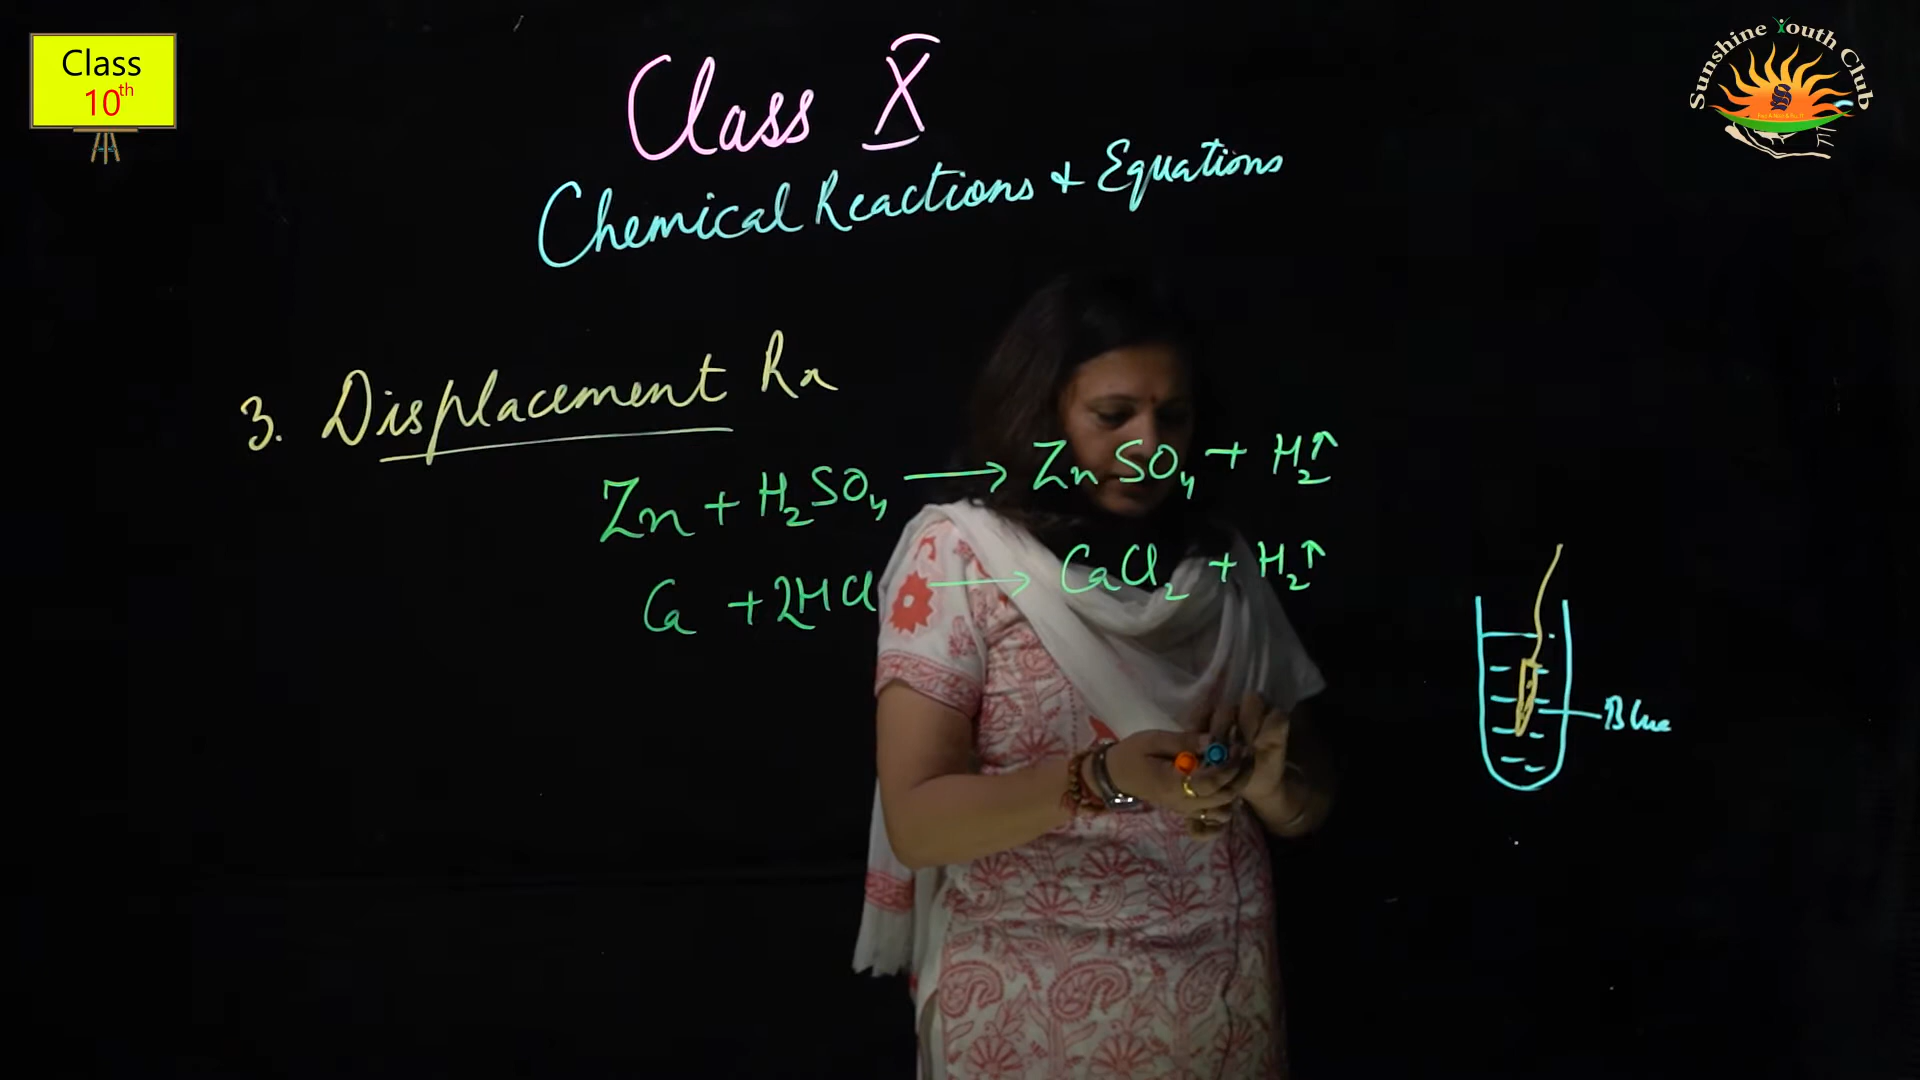 Class
10th
Sunshine Youth Club
Class X
Chemical Reactions & Equations
3. Displacement Rx
Zn + H2SO4 → ZnSO4 + H2↑
Ca + 2HCl → CaCl2 + H2↑
Blue